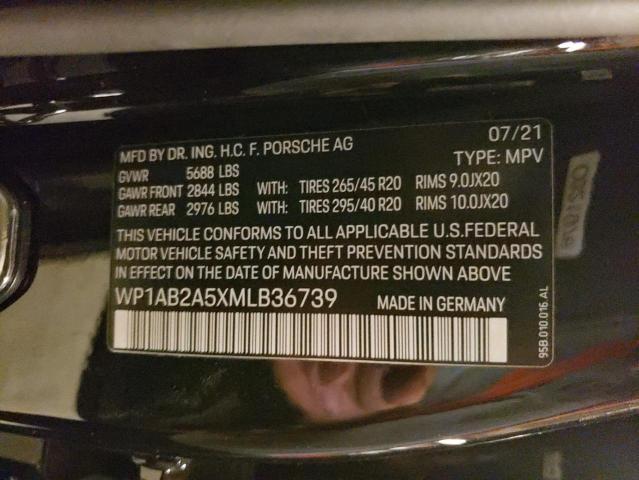 MFD BY DR. ING. H.C. F. PORSCHE AG 07/21
GVWR 5688 LBS TYPE: MPV
GAWR FRONT 2844 LBS WITH: TIRES 265/45 R20 RIMS 9.0JX20
GAWR REAR 2976 LBS WITH: TIRES 295/40 R20 RIMS 10.0JX20
THIS VEHICLE CONFORMS TO ALL APPLICABLE U.S.FEDERAL
MOTOR VEHICLE SAFETY AND THEFT PREVENTION STANDARDS
IN EFFECT ON THE DATE OF MANUFACTURE SHOWN ABOVE
WP1AB2A5XMLB36739 MADE IN GERMANY
95B.010.016 AL